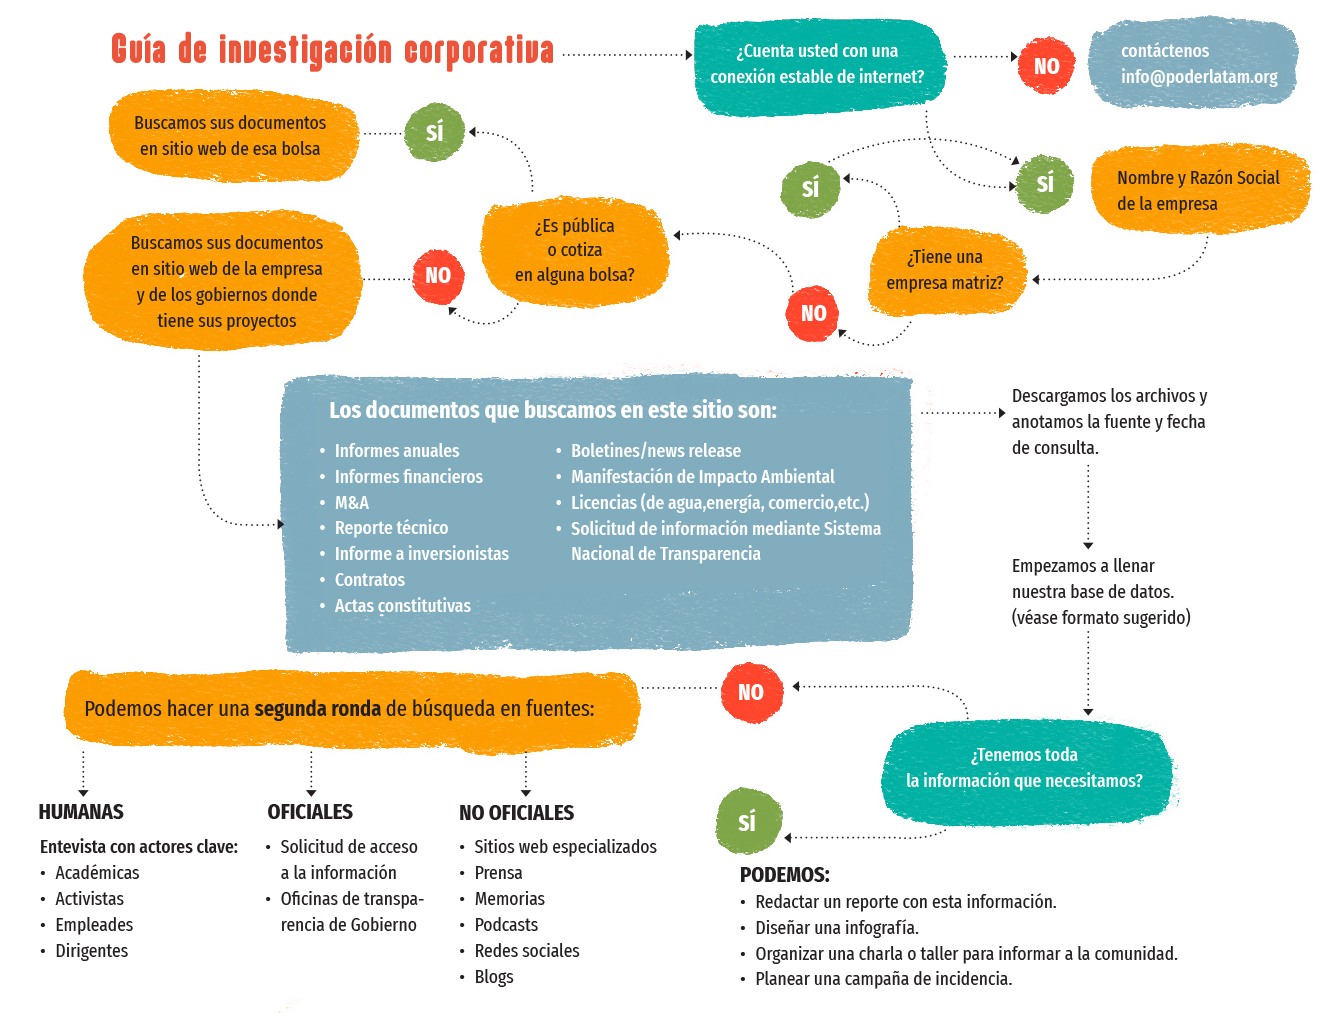 Guía de investigación corporativa
¿Cuenta usted con una
conexión estable de internet?
NO
contáctenos
info@poderlatam.org
SÍ
Nombre y Razón Social
de la empresa
¿Tiene una
empresa matriz?
SÍ
NO
¿Es pública
o cotiza
en alguna bolsa?
SÍ
Buscamos sus documentos
en sitio web de esa bolsa
NO
Buscamos sus documentos
en sitio web de la empresa
y de los gobiernos donde
tiene sus proyectos
Los documentos que buscamos en este sitio son:
• Informes anuales
• Informes financieros
• M&A
• Reporte técnico
• Informe a inversionistas
• Contratos
• Actas constitutivas
• Boletines/news release
• Manifestación de Impacto Ambiental
• Licencias (de agua,energía, comercio,etc.)
• Solicitud de información mediante Sistema
Nacional de Transparencia
Descargamos los archivos y
anotamos la fuente y fecha
de consulta.
Empezamos a llenar
nuestra base de datos.
(véase formato sugerido)
¿Tenemos toda
la información que necesitamos?
NO
Podemos hacer una segunda ronda de búsqueda en fuentes:
HUMANAS
Entevista con actores clave:
• Académicas
• Activistas
• Empleades
• Dirigentes
OFICIALES
• Solicitud de acceso
a la información
• Oficinas de transpa-
rencia de Gobierno
NO OFICIALES
• Sitios web especializados
• Prensa
• Memorias
• Podcasts
• Redes sociales
• Blogs
SÍ
PODEMOS:
• Redactar un reporte con esta información.
• Diseñar una infografía.
• Organizar una charla o taller para informar a la comunidad.
• Planear una campaña de incidencia.